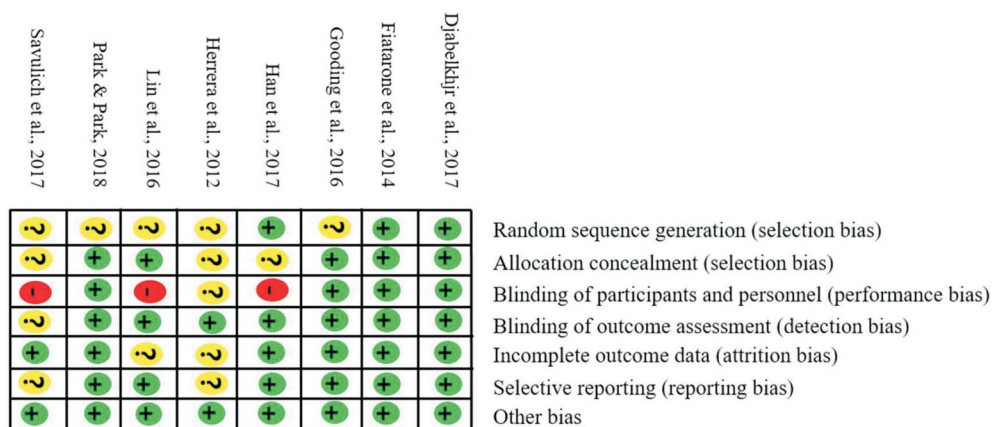 Savulich et al., 2017
Park & Park, 2018
Lin et al., 2016
Herrera et al., 2012
Han et al., 2017
Gooding et al., 2016
Fiatarone et al., 2014
Djabelkhjr et al., 2017
? ? ? ? + ? + + Random sequence generation (selection bias)
? + + ? ? + + + Allocation concealment (selection bias)
- + - ? - + + + Blinding of participants and personnel (performance bias)
? + + + + + + + Blinding of outcome assessment (detection bias)
+ + ? ? + + + + Incomplete outcome data (attrition bias)
? + + ? + + + + Selective reporting (reporting bias)
+ + + + + + + + Other bias